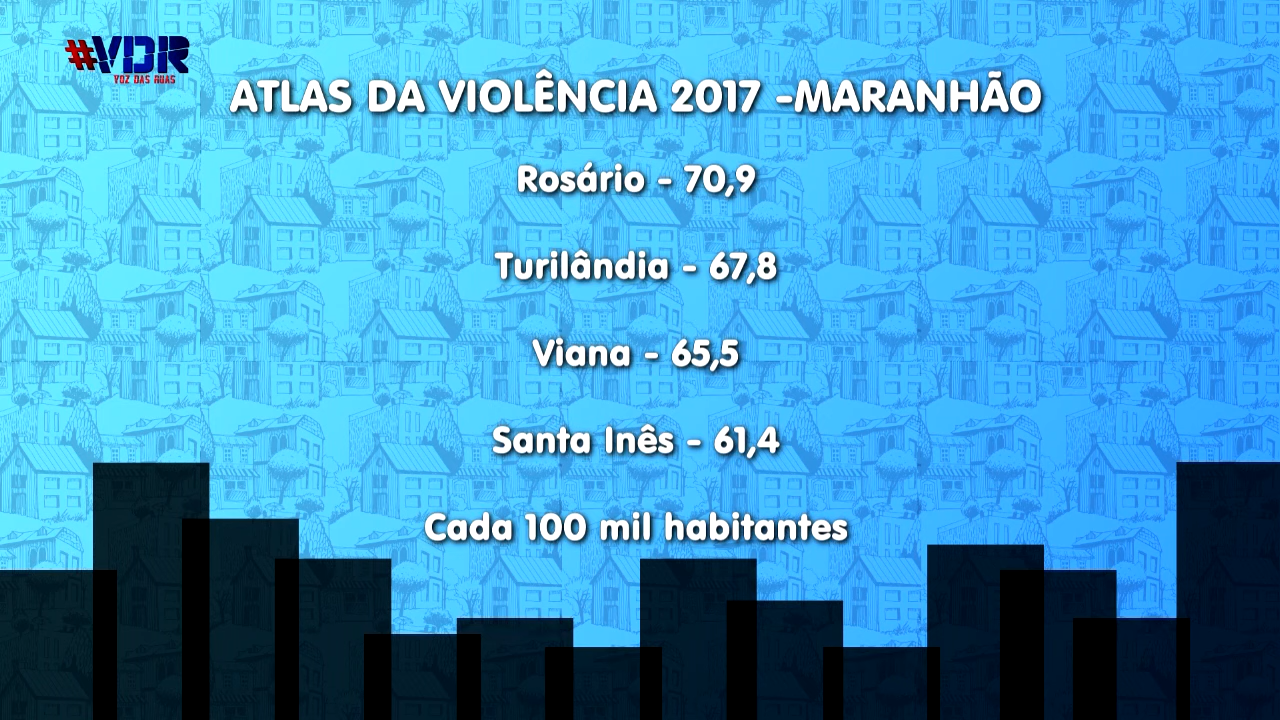 #VDR
VOZ DAS RUAS
ATLAS DA VIOLÊNCIA 2017 -MARANHÃO
Rosário - 70,9
Turilândia - 67,8
Viana - 65,5
Santa Inês - 61,4
Cada 100 mil habitantes